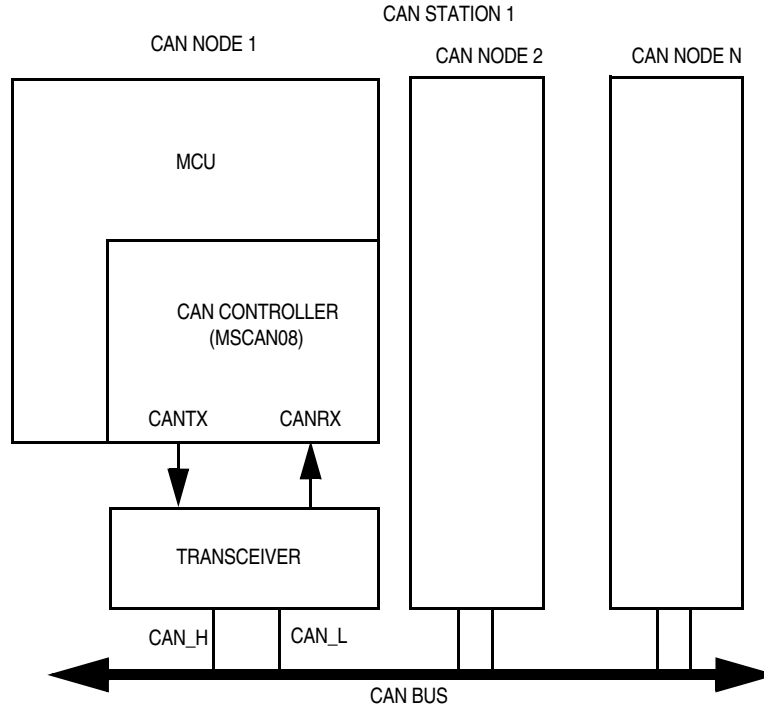 CAN STATION 1
CAN NODE 1
CAN NODE 2
CAN NODE N
MCU
CAN CONTROLLER
(MSCAN08)
CANTX
CANRX
TRANSCEIVER
CAN_H
CAN_L
CAN BUS